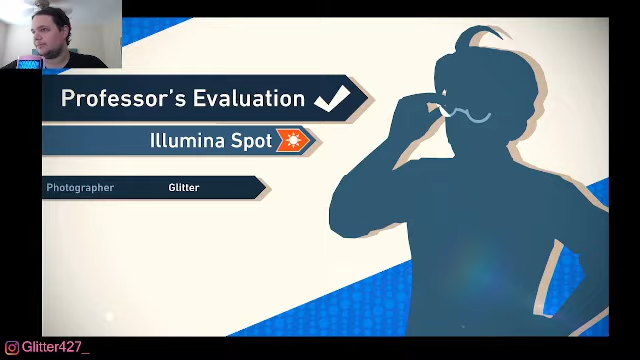 Professor's Evaluation
Illumina Spot
Photographer Glitter
Glitter427_